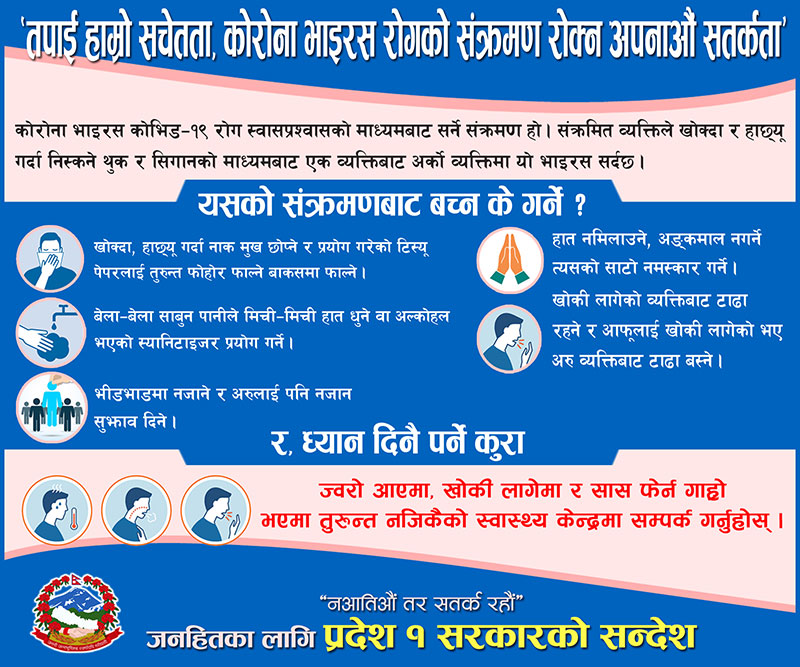 ‘तपाई हाम्रो सचेतता, कोरोना भाइरस रोगको संक्रमण रोक्न अपनाऔं सतर्कता’
कोरोना भाइरस कोभिड-१९ रोग स्वासप्रश्वासको माध्यमबाट सर्ने संक्रमण हो। संक्रमित व्यक्तिले खोक्दा र हाछ्यू
गर्दा निस्कने थुक र सिगानको माध्यमबाट एक व्यक्तिबाट अर्को व्यक्तिमा यो भाइरस सर्दछ।
यसको संक्रमणबाट बच्न के गर्ने ?
खोक्दा, हाछ्यू गर्दा नाक मुख छोप्ने र प्रयोग गरेको टिस्यू
पेपरलाई तुरुन्त फोहोर फाल्ने बाकसमा फाल्ने।
बेला-बेला साबुन पानीले मिची-मिची हात धुने वा अल्कोहल
भएको स्यानिटाइजर प्रयोग गर्ने।
भीडभाडमा नजाने र अरुलाई पनि नजान
सुझाव दिने।
हात नमिलाउने, अङ्कमाल नगर्ने
त्यसको साटो नमस्कार गर्ने।
खोकी लागेको व्यक्तिबाट टाढा
रहने र आफूलाई खोकी लागेको भए
अरु व्यक्तिबाट टाढा बस्ने।
र, ध्यान दिनै पर्ने कुरा
ज्वरो आएमा, खोकी लागेमा र सास फेर्न गाह्रो
भएमा तुरुन्त नजिकैको स्वास्थ्य केन्द्रमा सम्पर्क गर्नुहोस्।
“नआतिऔं तर सतर्क रहौं”
जनहितका लागि प्रदेश १ सरकारको सन्देश